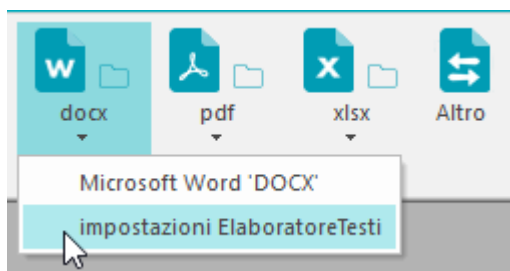 W
X
docx
pdf
xlsx
Altro
Microsoft Word 'DOCX'
impostazioni ElaboratoreTesti